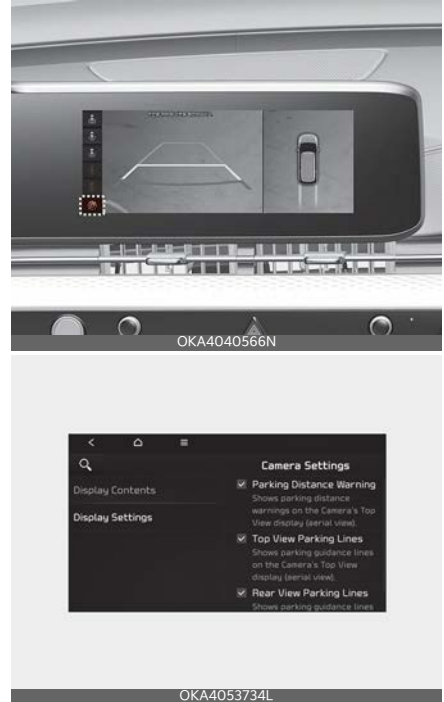 OKA4040566N
Camera Settings
Parking Distance Warning
Shows parking distance
warnings on the Camera's Top
View display (aerial view).
Display Contents
Display Settings
Top View Parking Lines
Shows parking guidance lines
on the Camera's Top View
display (aerial view).
Rear View Parking Lines
Shows parking guidance lines
OKA4053734L